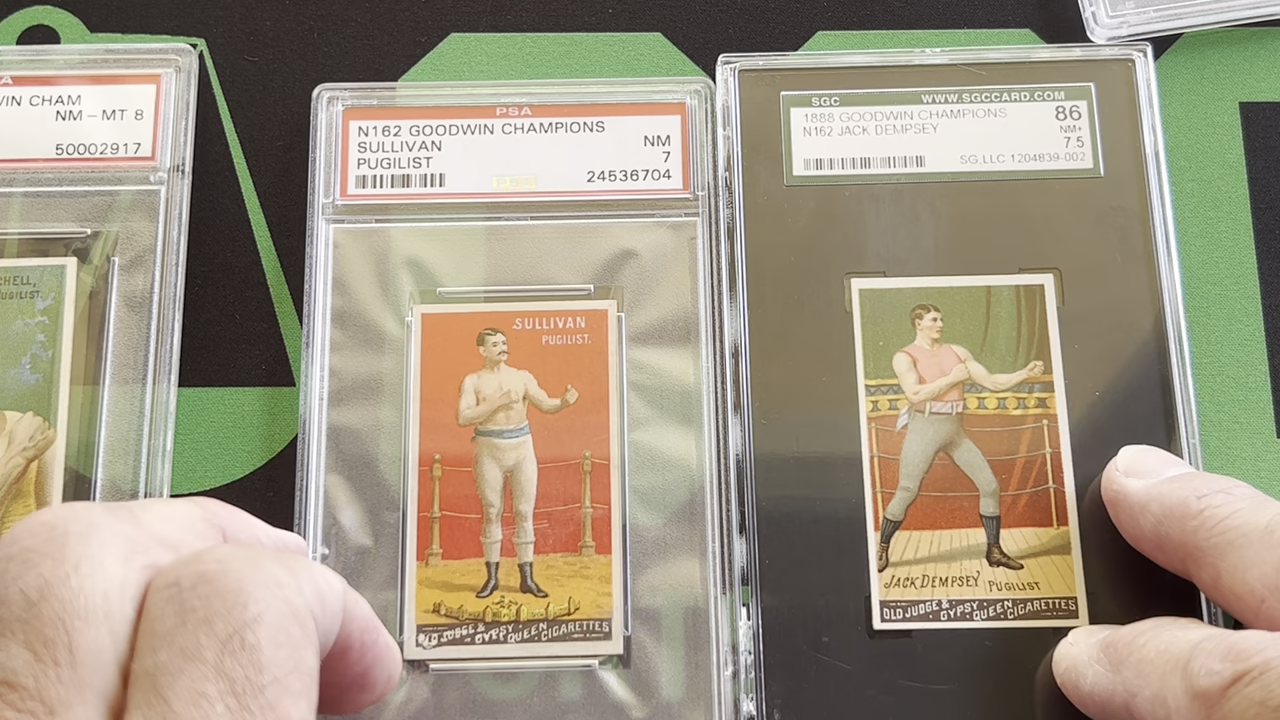 WIN CHAM
NM – MT 8
50002917
CHELL,
PUGILIST.
PSA
N162 GOODWIN CHAMPIONS
SULLIVAN NM
PUGILIST 7
24536704
PSA
SULLIVAN
PUGILIST.
OLD JUDGE &
GYPSY QUEEN CIGARETTES
SGC WWW.SGCCARD.COM
1888 GOODWIN CHAMPIONS 86
N162 JACK DEMPSEY NM+
7.5
SG,LLC 1204839-002
JACK DEMPSEY PUGILIST
OLD JUDGE &
GYPSY · QUEEN CIGARETTES